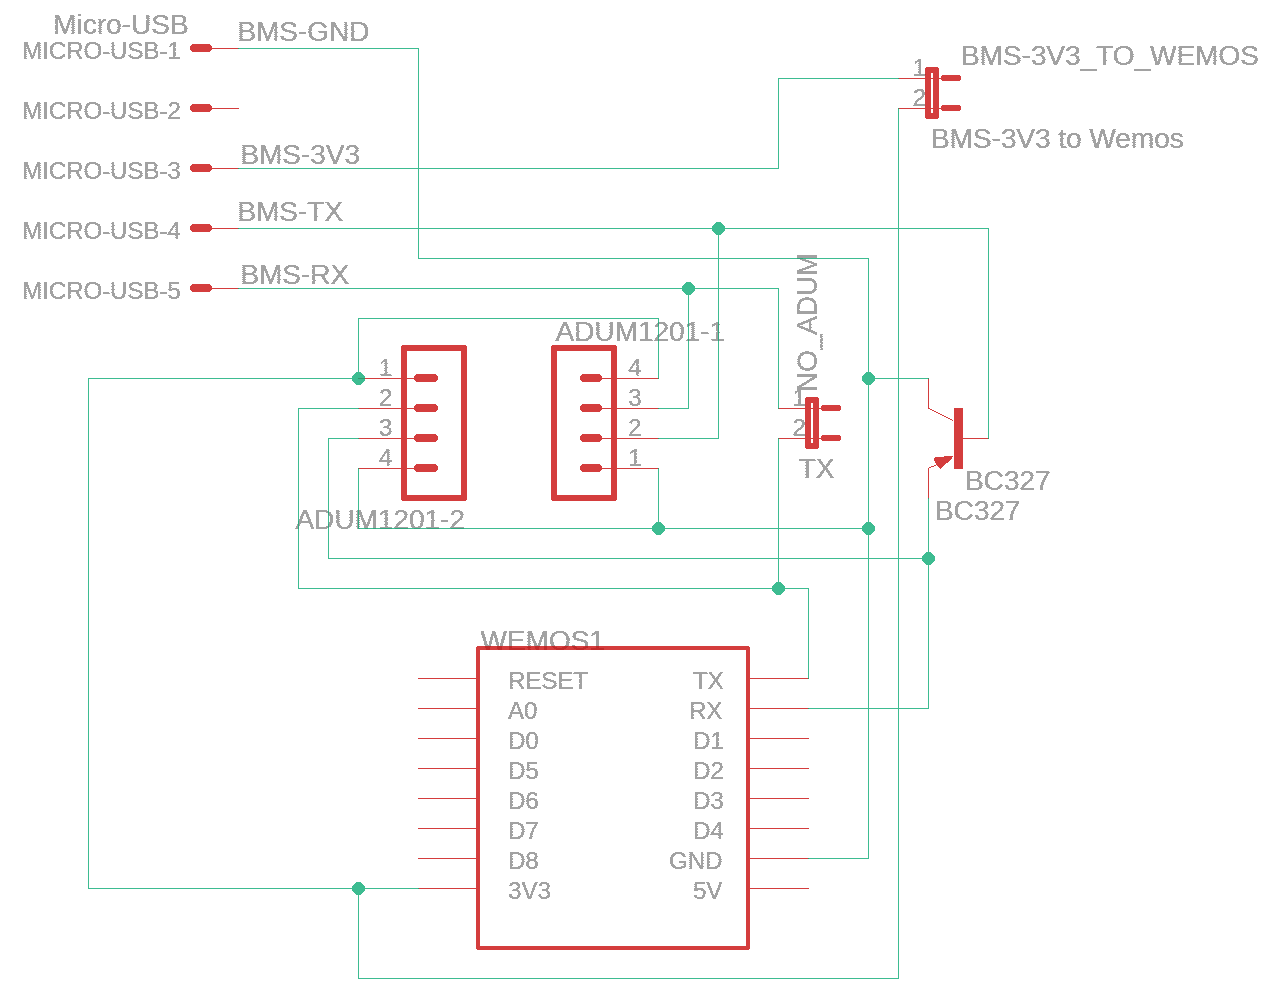 Micro-USB
MICRO-USB-1
BMS-GND
MICRO-USB-2
MICRO-USB-3
BMS-3V3
MICRO-USB-4
BMS-TX
MICRO-USB-5
BMS-RX
1
2
BMS-3V3_TO_WEMOS
BMS-3V3 to Wemos
ADUM1201-1
1
2
3
4
ADUM1201-2
4
3
2
1
NO_ADUM
1
2
TX
BC327
BC327
WEMOS1
RESET TX
A0 RX
D0 D1
D5 D2
D6 D3
D7 D4
D8 GND
3V3 5V